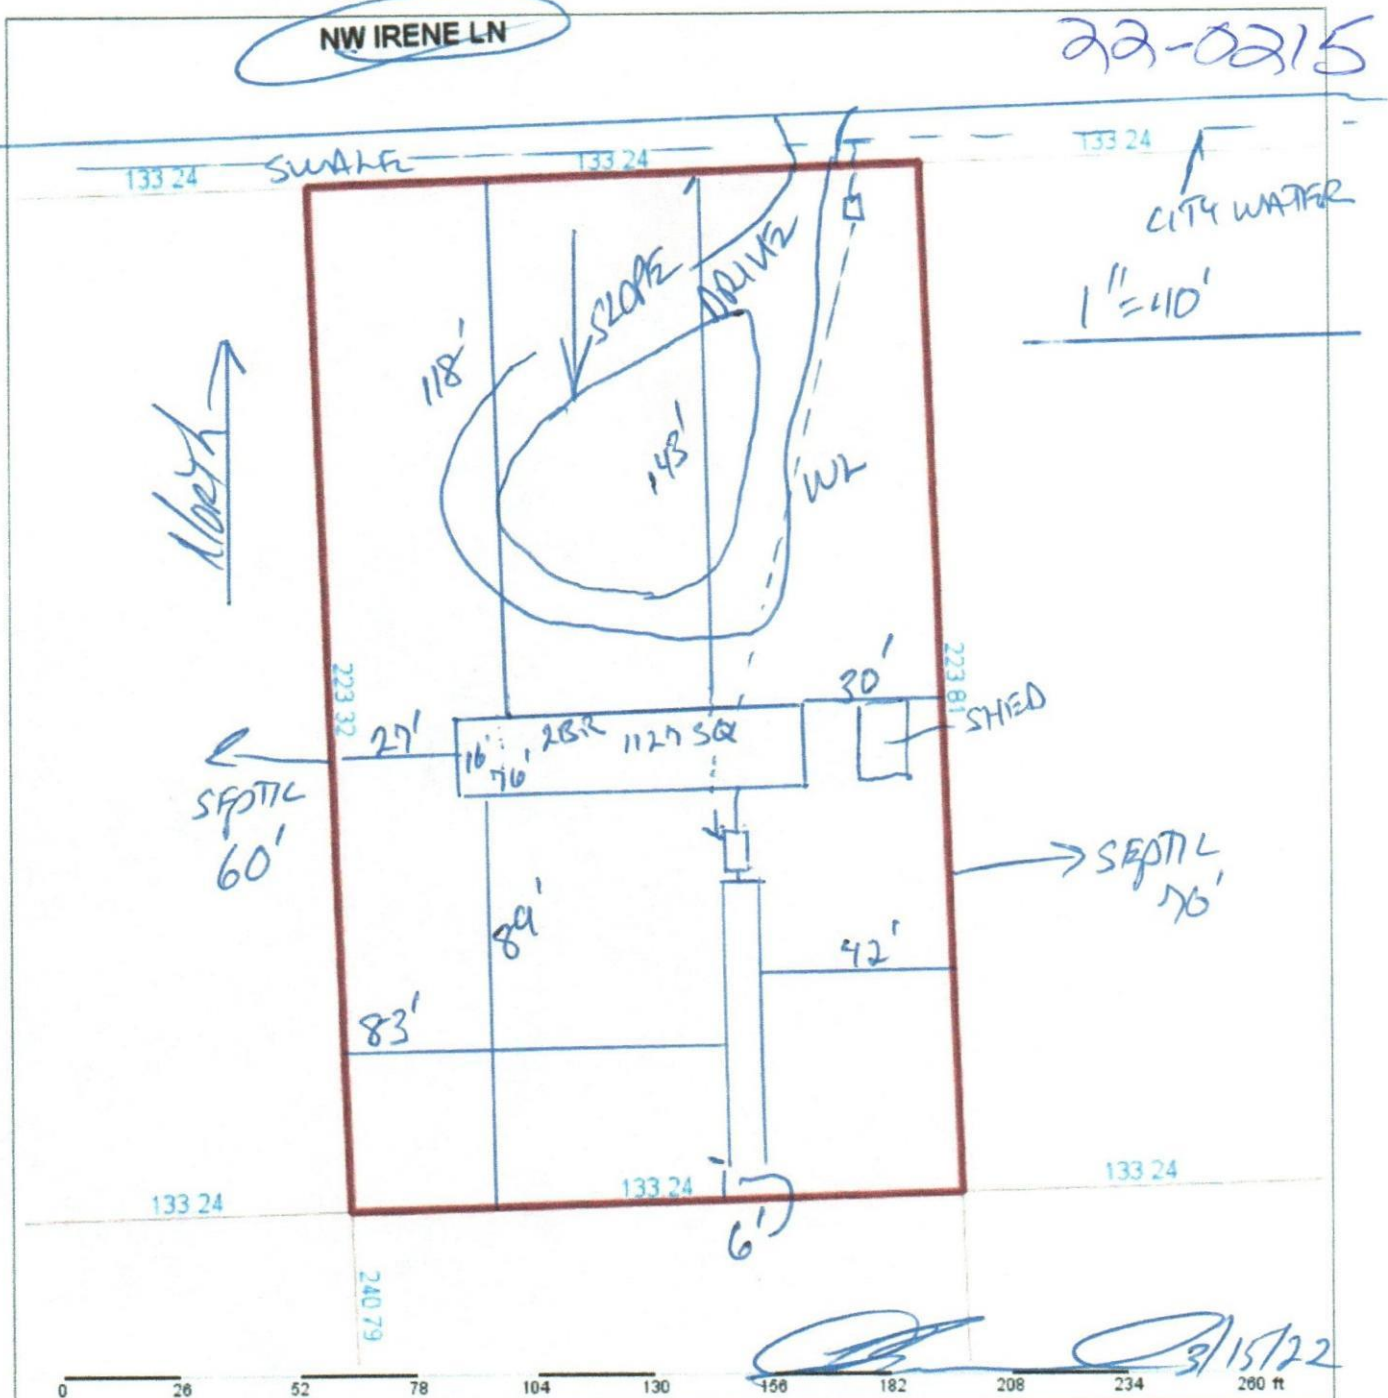 NW IRENE LN
22-0215
133 24
SWALE
133 24
133 24
CITY WATER
1"=40'
SLOPE
DRIVE
118'
143'
North
WL
223 32
223 81
30'
SHED
27'
16'
76'
2BR 1127 SQ
SEPTIC
60'
SEPTIC
70'
89'
42'
83'
133 24
133 24
133 24
6'
240 79
3/15/22
0 26 52 78 104 130 156 182 208 234 260 ft